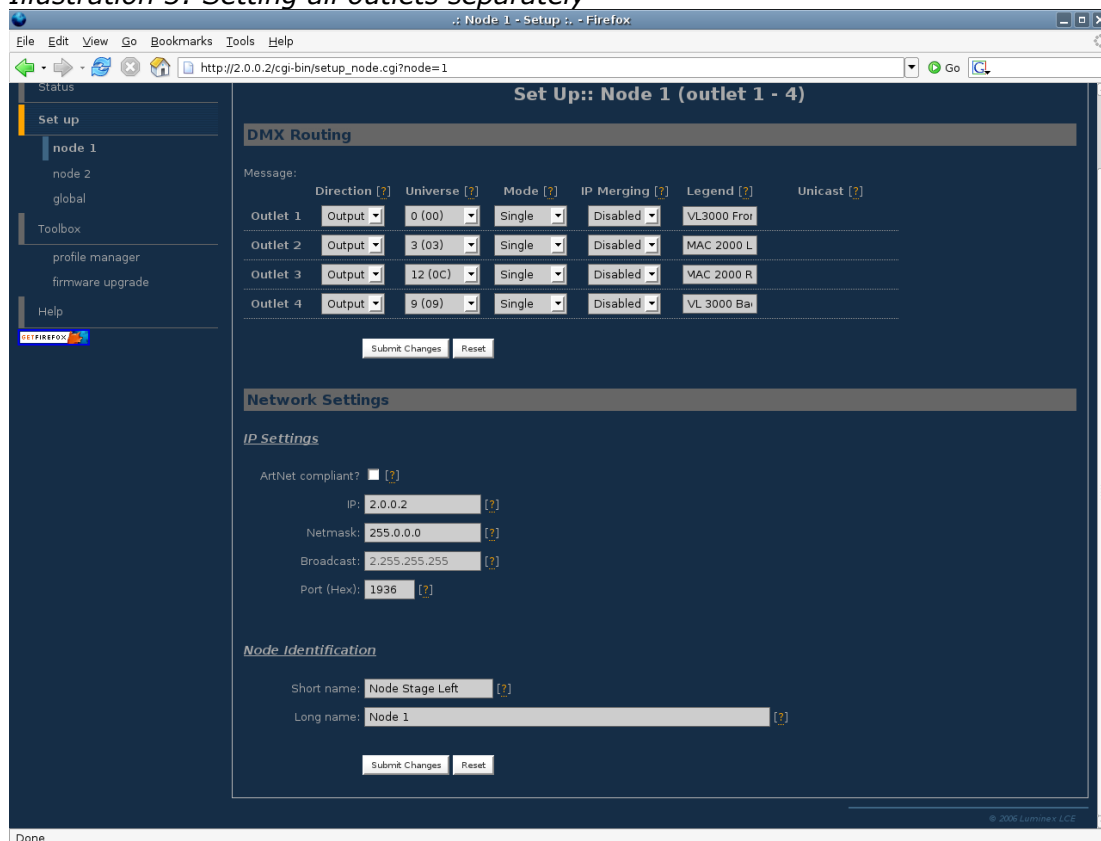 Illustration 3: Setting all outlets separately
.: Node 1 - Setup :. - Firefox
File Edit View Go Bookmarks Tools Help
http://2.0.0.2/cgi-bin/setup_node.cgi?node=1
Go
Status
Set up
node 1
node 2
global
Toolbox
profile manager
firmware upgrade
Help
GETFIREFOX
Set Up:: Node 1 (outlet 1 - 4)
DMX Routing
Message:
Direction [?] Universe [?] Mode [?] IP Merging [?] Legend [?] Unicast [?]
Outlet 1 Output 0 (00) Single Disabled VL3000 Fror
Outlet 2 Output 3 (03) Single Disabled MAC 2000 L
Outlet 3 Output 12 (0C) Single Disabled MAC 2000 R
Outlet 4 Output 9 (09) Single Disabled VL 3000 Ba
Submit Changes Reset
Network Settings
IP Settings
ArtNet compliant? [?]
IP: 2.0.0.2 [?]
Netmask: 255.0.0.0 [?]
Broadcast: 2.255.255.255 [?]
Port (Hex): 1936 [?]
Node Identification
Short name: Node Stage Left [?]
Long name: Node 1 [?]
Submit Changes Reset
© 2006 Luminex LCE
Done